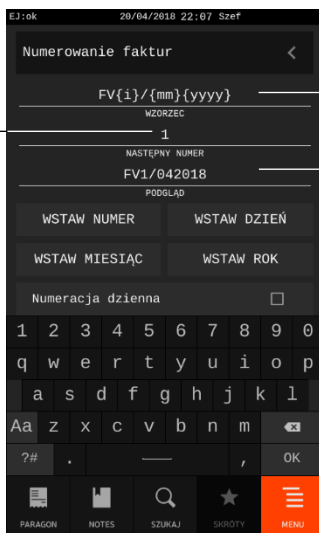 EJ:ok 20/04/2018 22:07 Szef
Numerowanie faktur <
FV{i}/{mm}{yyyy}
WZORZEC
1
NASTĘPNY NUMER
FV1/042018
PODGLĄD
WSTAW NUMER WSTAW DZIEŃ
WSTAW MIESIĄC WSTAW ROK
Numeracja dzienna
1 2 3 4 5 6 7 8 9 0
q w e r t y u i o p
a s d f g h j k l
Aa z x c v b n m
?# . , OK
PARAGON NOTES SZUKAJ SKRÓTY MENU